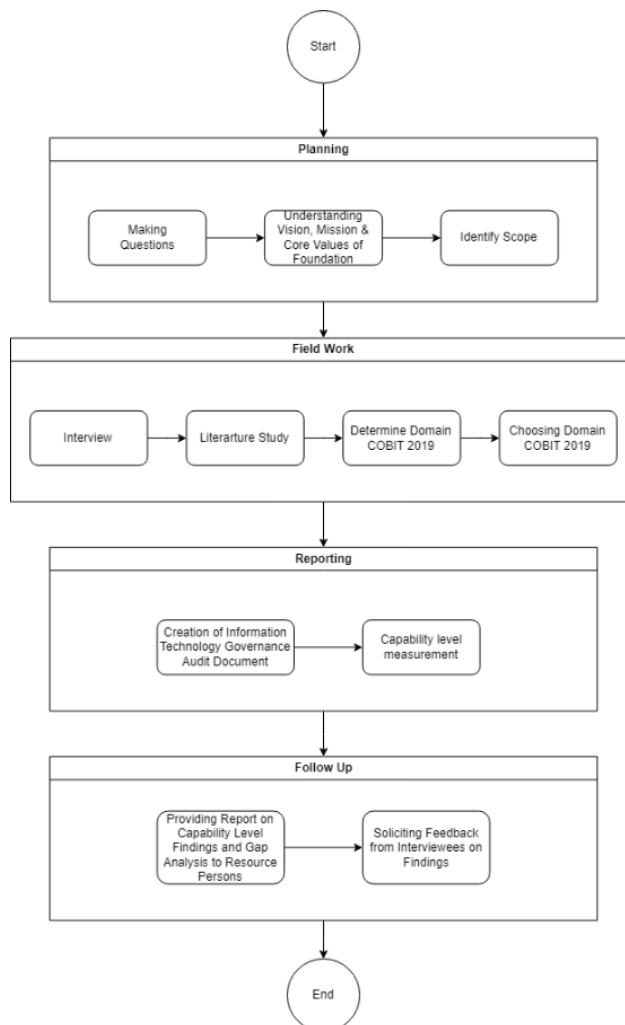 Start
Planning
Making
Questions
Understanding
Vision, Mission &
Core Values of
Foundation
Identify Scope
Field Work
Interview
Literarture Study
Determine Domain
COBIT 2019
Choosing Domain
COBIT 2019
Reporting
Creation of Information
Technology Governance
Audit Document
Capability level
measurement
Follow Up
Providing Report on
Capability Level
Findings and Gap
Analysis to Resource
Persons
Soliciting Feedback
from Interviewees on
Findings
End